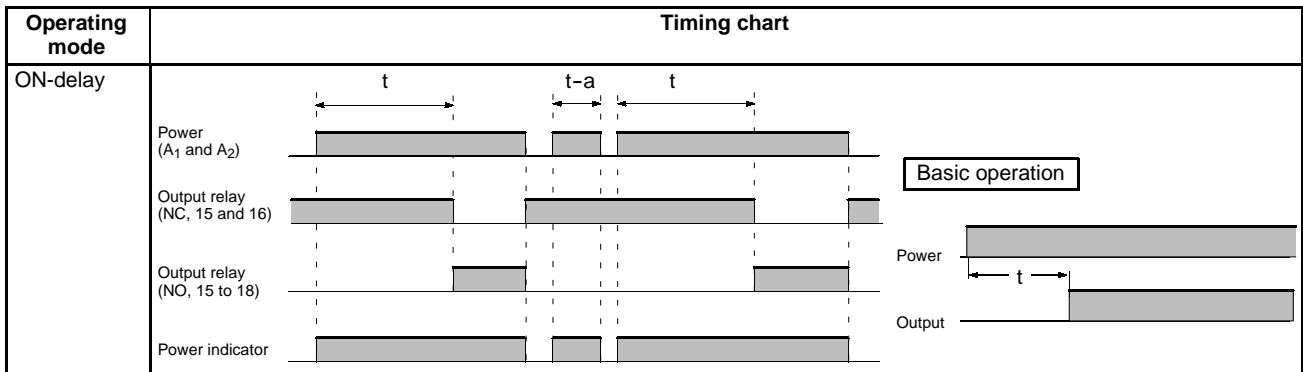 Operating
mode
Timing chart
ON-delay
t
t-a
t
Power
(A1 and A2)
Output relay
(NC, 15 and 16)
Output relay
(NO, 15 to 18)
Power indicator
Basic operation
Power
t
Output